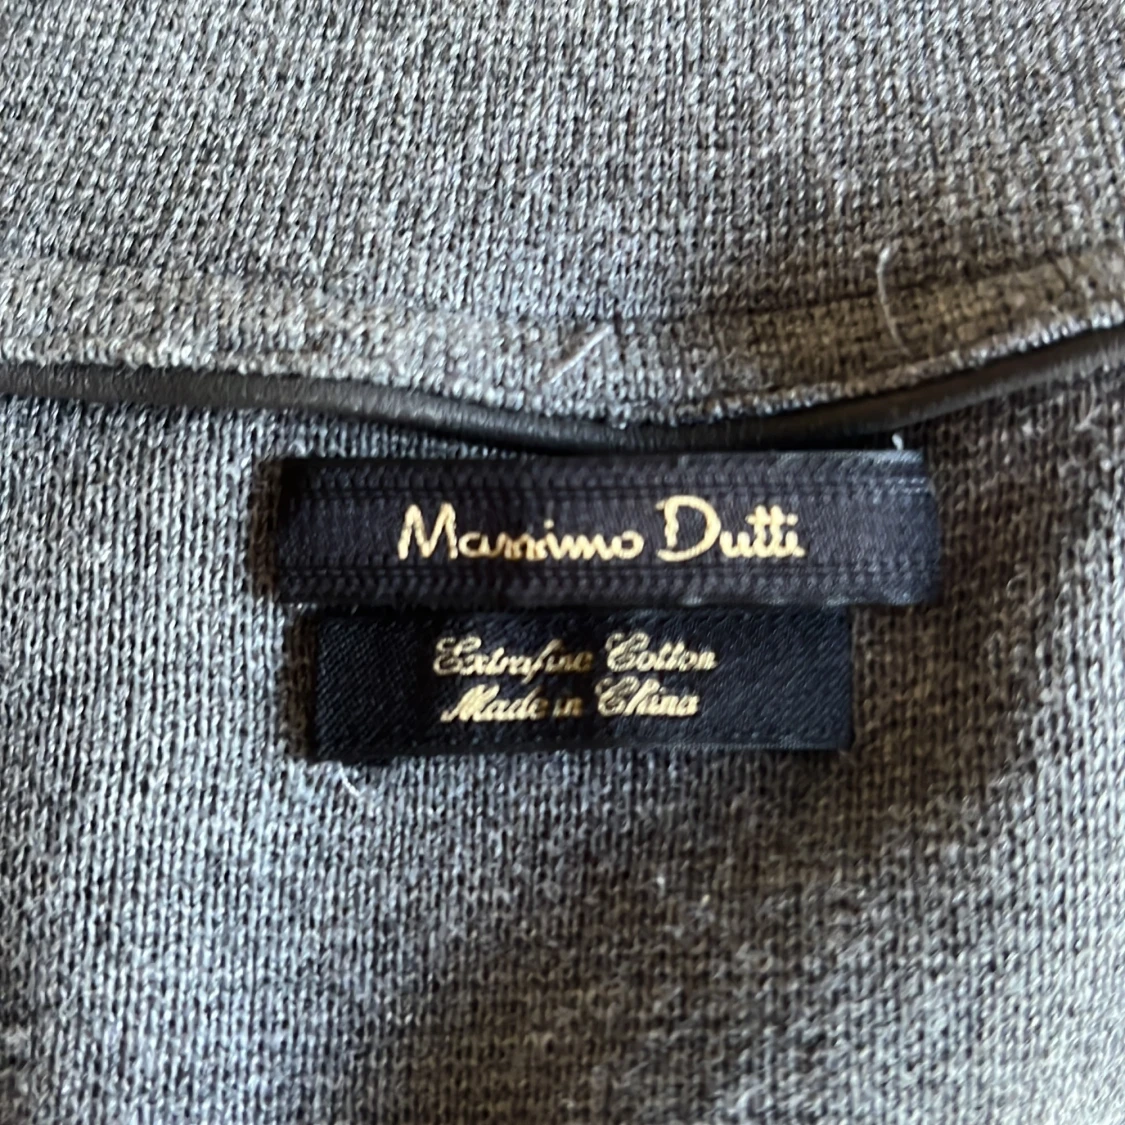 Massimo Dutti
Extrafine Cotton
Made in China